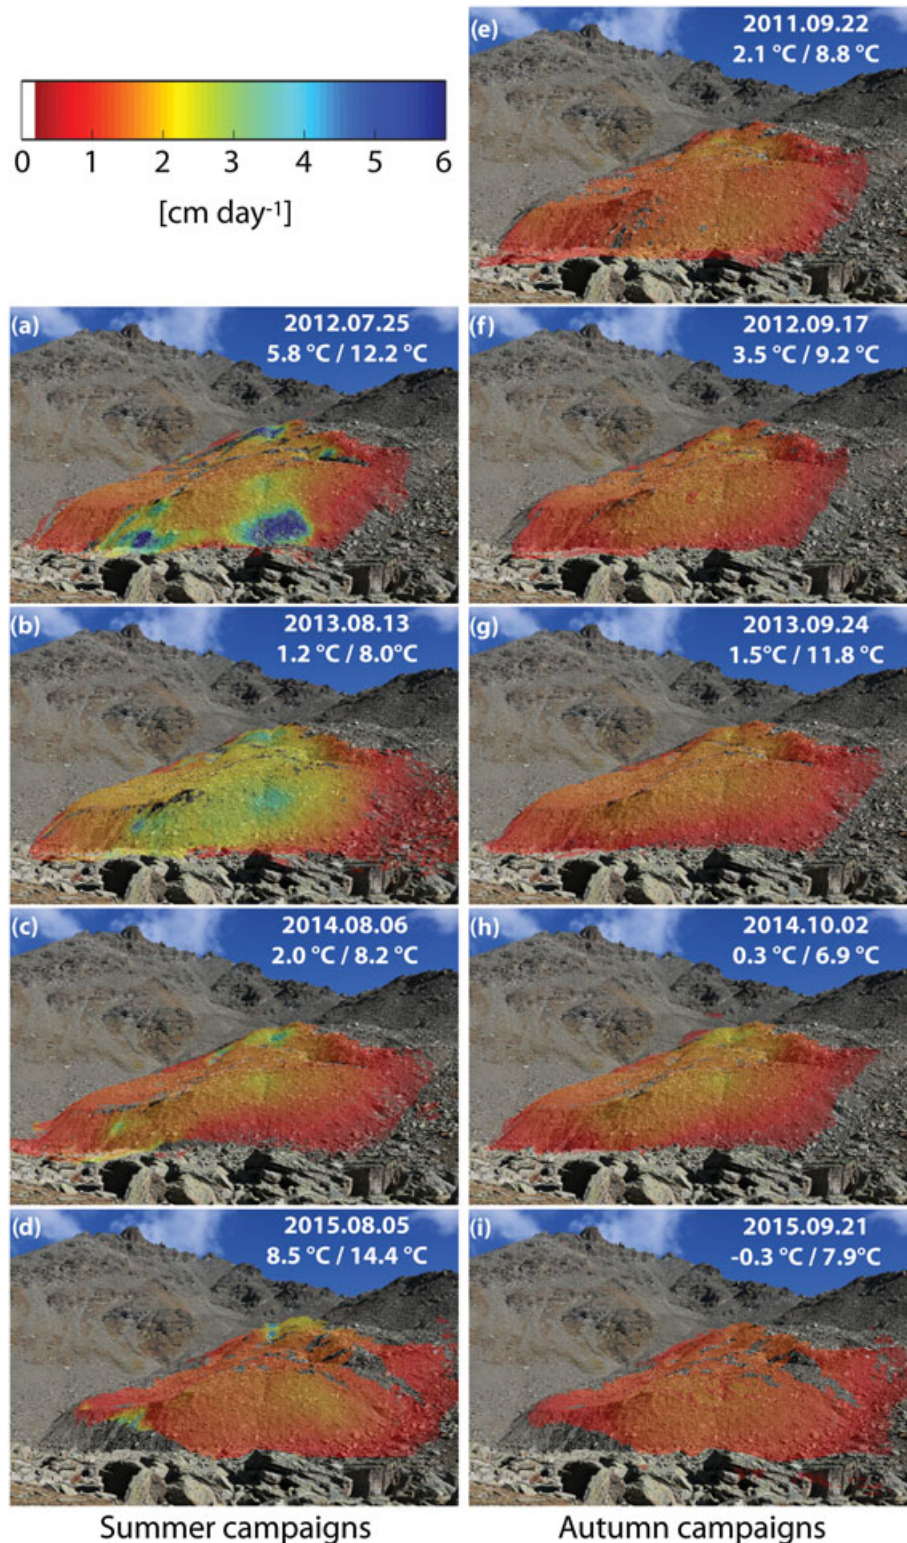 (e)
2011.09.22
2.1 °C / 8.8 °C
0 1 2 3 4 5 6
[cm day-1]
(a)
2012.07.25
5.8 °C / 12.2 °C
(f)
2012.09.17
3.5 °C / 9.2 °C
(b)
2013.08.13
1.2 °C / 8.0°C
(g)
2013.09.24
1.5°C / 11.8 °C
(c)
2014.08.06
2.0 °C / 8.2 °C
(h)
2014.10.02
0.3 °C / 6.9 °C
(d)
2015.08.05
8.5 °C / 14.4 °C
(i)
2015.09.21
-0.3 °C / 7.9°C
Summer campaigns
Autumn campaigns